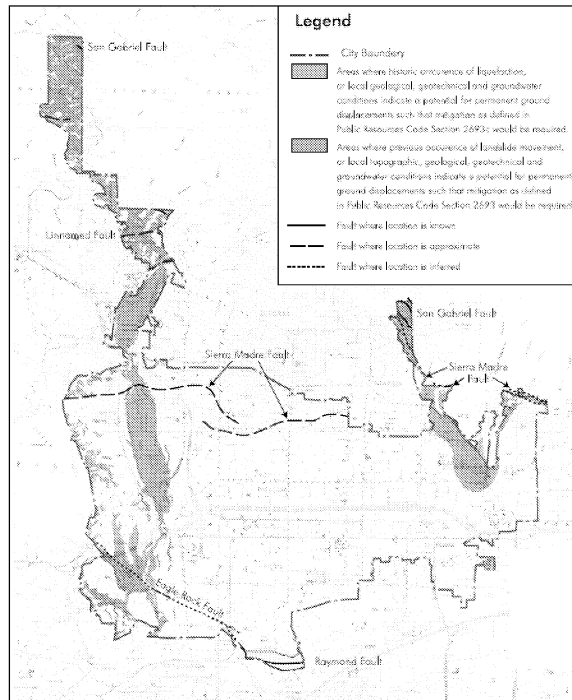 Legend
City Boundary
Areas where historic occurence of liquefaction,
or local geological, geotechnical and groundwater
conditions indicate a potential for permanent ground
displacements such that mitigation as defined in
Public Resources Code Section 2693c would be required.
Areas where previous occurence of landslide movement,
or local topographic, geological, geotechnical and
groundwater conditions indicate a potential for permanent
ground displacements such that mitigation as defined
in Public Resources Code Section 2693 would be required
Fault where location is known
Fault where location is approximate
Fault where location is inferred
San Gabriel Fault
Unnamed Fault
San Gabriel Fault
Sierra Madre Fault
Sierra Madre
Fault
Eagle Rock Fault
Raymond Fault